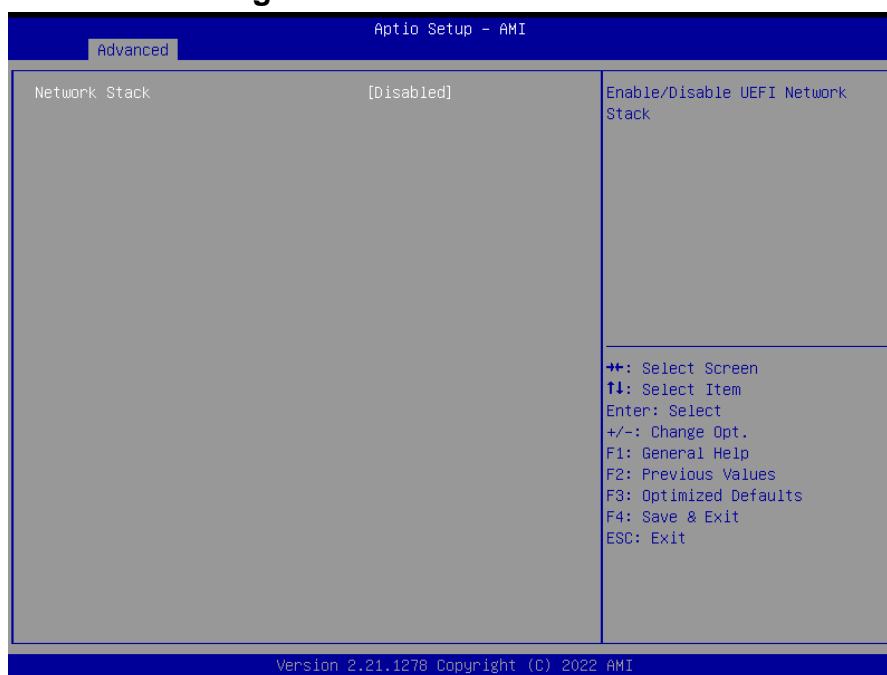 Aptio Setup – AMI
Advanced
Network Stack [Disabled]
Enable/Disable UEFI Network
Stack
→←: Select Screen
↑↓: Select Item
Enter: Select
+/-: Change Opt.
F1: General Help
F2: Previous Values
F3: Optimized Defaults
F4: Save & Exit
ESC: Exit
Version 2.21.1278 Copyright (C) 2022 AMI